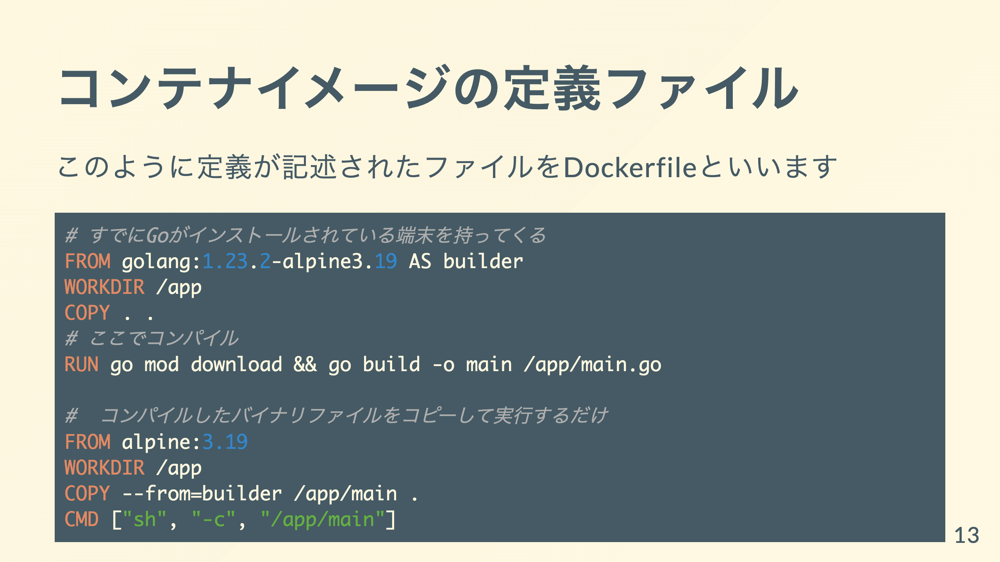 コンテナイメージの定義ファイル
このように定義が記述されたファイルをDockerfileといいます
# すでにGoがインストールされている端末を持ってくる
FROM golang:1.23.2-alpine3.19 AS builder
WORKDIR /app
COPY . .
# ここでコンパイル
RUN go mod download && go build -o main /app/main.go
#  コンパイルしたバイナリファイルをコピーして実行するだけ
FROM alpine:3.19
WORKDIR /app
COPY --from=builder /app/main .
CMD ["sh", "-c", "/app/main"]
13